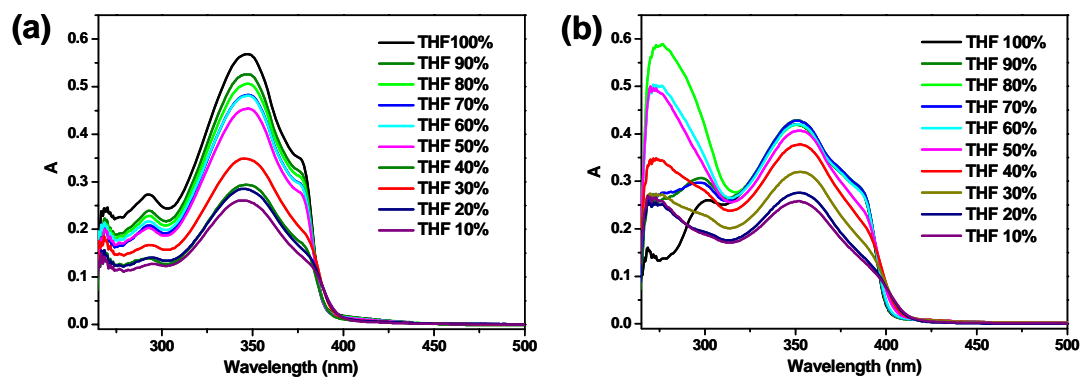 (a)
0.6
0.5
0.4
0.3
0.2
0.1
0.0
A
THF100%
THF 90%
THF 80%
THF 70%
THF 60%
THF 50%
THF 40%
THF 30%
THF 20%
THF 10%
300 350 400 450 500
Wavelength (nm)
(b)
0.6
0.5
0.4
0.3
0.2
0.1
0.0
A
THF 100%
THF 90%
THF 80%
THF 70%
THF 60%
THF 50%
THF 40%
THF 30%
THF 20%
THF 10%
300 350 400 450 500
Wavelength (nm)